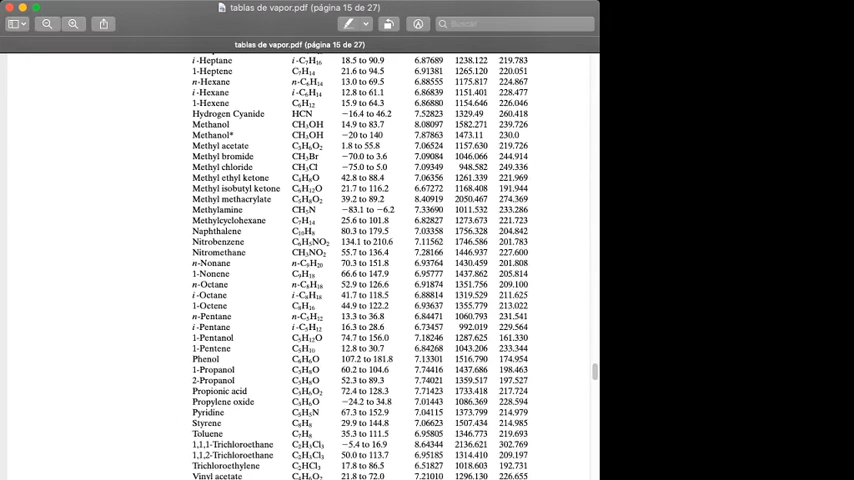 tablas de vapor.pdf (página 15 de 27)
Buscar
tablas de vapor.pdf (página 15 de 27)
i-Heptane i-C7H16 18.5 to 90.9 6.87689 1238.122 219.783
1-Heptene C7H14 21.6 to 94.5 6.91381 1265.120 220.051
n-Hexane n-C6H14 13.0 to 69.5 6.88555 1175.817 224.867
i-Hexane i-C6H14 12.8 to 61.1 6.86839 1151.401 228.477
1-Hexene C6H12 15.9 to 64.3 6.86880 1154.646 226.046
Hydrogen Cyanide HCN −16.4 to 46.2 7.52823 1329.49 260.418
Methanol CH3OH 14.9 to 83.7 8.08097 1582.271 239.726
Methanol* CH3OH −20 to 140 7.87863 1473.11 230.0
Methyl acetate C3H6O2 1.8 to 55.8 7.06524 1157.630 219.726
Methyl bromide CH3Br −70.0 to 3.6 7.09084 1046.066 244.914
Methyl chloride CH3Cl −75.0 to 5.0 7.09349 948.582 249.336
Methyl ethyl ketone C4H8O 42.8 to 88.4 7.06356 1261.339 221.969
Methyl isobutyl ketone C6H12O 21.7 to 116.2 6.67272 1168.408 191.944
Methyl methacrylate C5H8O2 39.2 to 89.2 8.40919 2050.467 274.369
Methylamine CH5N −83.1 to −6.2 7.33690 1011.532 233.286
Methylcyclohexane C7H14 25.6 to 101.8 6.82827 1273.673 221.723
Naphthalene C10H8 80.3 to 179.5 7.03358 1756.328 204.842
Nitrobenzene C6H5NO2 134.1 to 210.6 7.11562 1746.586 201.783
Nitromethane CH3NO2 55.7 to 136.4 7.28166 1446.937 227.600
n-Nonane n-C9H20 70.3 to 151.8 6.93764 1430.459 201.808
1-Nonene C9H18 66.6 to 147.9 6.95777 1437.862 205.814
n-Octane n-C8H18 52.9 to 126.6 6.91874 1351.756 209.100
i-Octane i-C8H18 41.7 to 118.5 6.88814 1319.529 211.625
1-Octene C8H16 44.9 to 122.2 6.93637 1355.779 213.022
n-Pentane n-C5H12 13.3 to 36.8 6.84471 1060.793 231.541
i-Pentane i-C5H12 16.3 to 28.6 6.73457 992.019 229.564
1-Pentanol C5H12O 74.7 to 156.0 7.18246 1287.625 161.330
1-Pentene C5H10 12.8 to 30.7 6.84268 1043.206 233.344
Phenol C6H6O 107.2 to 181.8 7.13301 1516.790 174.954
1-Propanol C3H8O 60.2 to 104.6 7.74416 1437.686 198.463
2-Propanol C3H8O 52.3 to 89.3 7.74021 1359.517 197.527
Propionic acid C3H6O2 72.4 to 128.3 7.71423 1733.418 217.724
Propylene oxide C3H6O −24.2 to 34.8 7.01443 1086.369 228.594
Pyridine C5H5N 67.3 to 152.9 7.04115 1373.799 214.979
Styrene C8H8 29.9 to 144.8 7.06623 1507.434 214.985
Toluene C7H8 35.3 to 111.5 6.95805 1346.773 219.693
1,1,1-Trichloroethane C2H3Cl3 −5.4 to 16.9 8.64344 2136.621 302.769
1,1,2-Trichloroethane C2H3Cl3 50.0 to 113.7 6.95185 1314.410 209.197
Trichloroethylene C2HCl3 17.8 to 86.5 6.51827 1018.603 192.731
Vinyl acetate C4H6O2 21.8 to 72.0 7.21010 1296.130 226.655